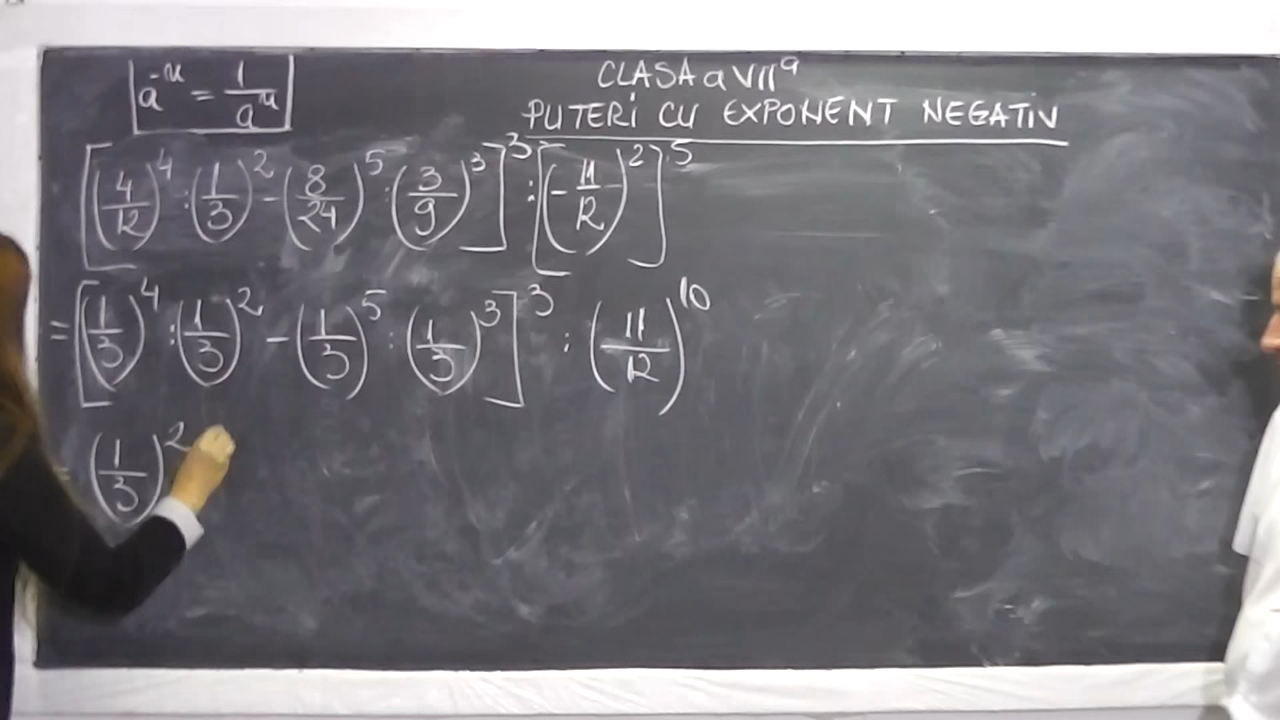 a⁻ⁿ = 1/aⁿ
CLASA a VII ª
PUTERI CU EXPONENT NEGATIV
[(4/12)⁴ : (1/3)² - (8/24)⁵ : (3/9)³]³ : [(-11/12)²]⁵
= [(1/3)⁴ : (1/3)² - (1/3)⁵ : (1/3)³]³ : (11/12)¹⁰
(1/3)²